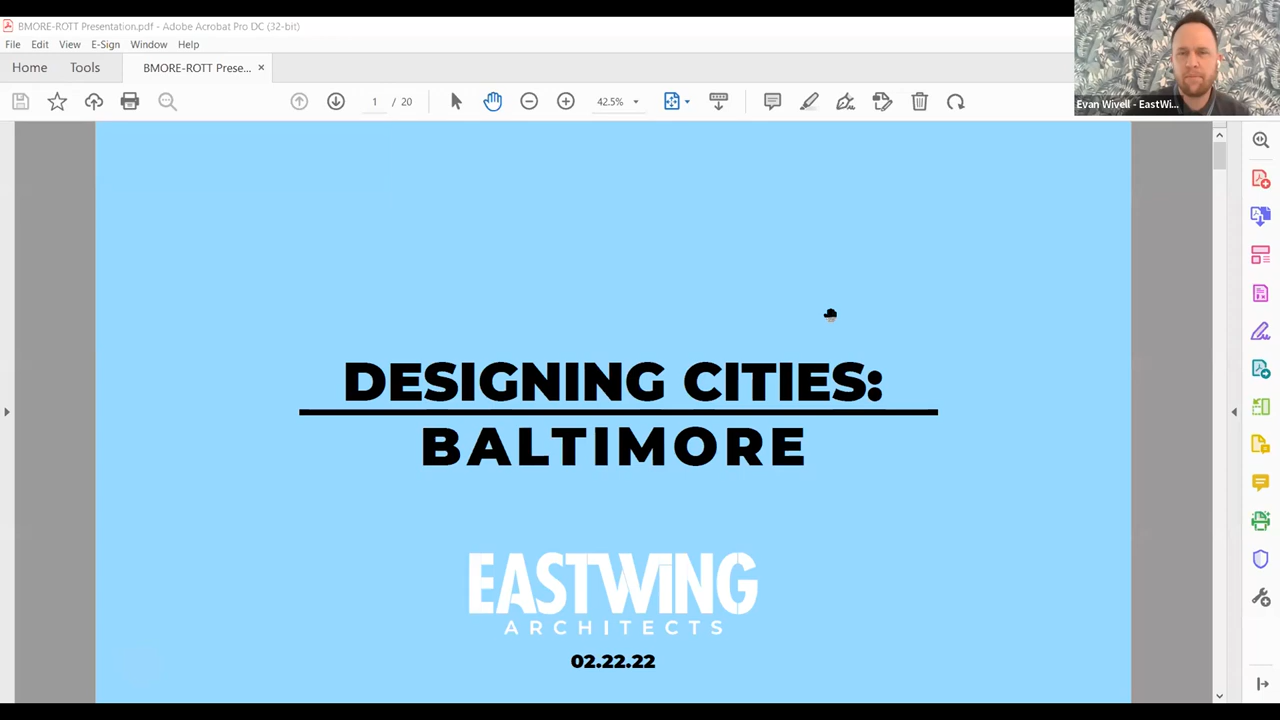 BMORE-ROTT Presentation.pdf - Adobe Acrobat Pro DC (32-bit)
File Edit View E-Sign Window Help
Home Tools BMORE-ROTT Prese... ×
1 / 20 42.5%
Evan Wivell - EastWi...
DESIGNING CITIES:
BALTIMORE
EASTWING
ARCHITECTS
02.22.22